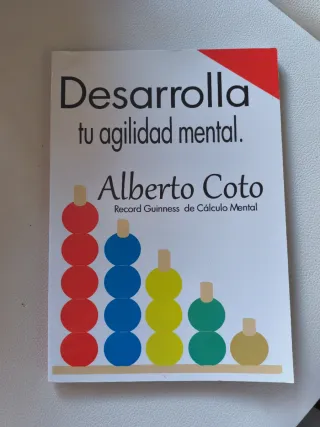 Desarrolla
tu agilidad mental.
Alberto Coto
Record Guinness de Cálculo Mental